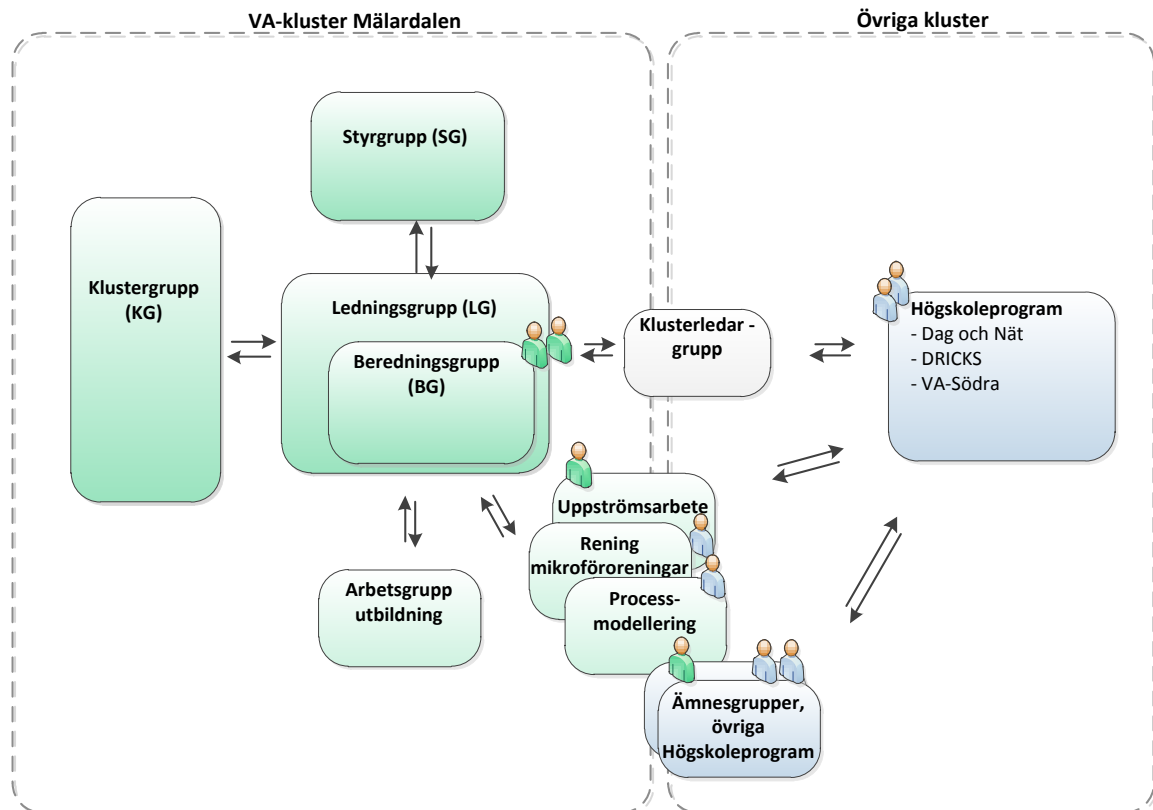 VA-kluster Mälardalen
Övriga kluster
Styrgrupp (SG)
Klustergrupp
(KG)
Ledningsgrupp (LG)
Beredningsgrupp
(BG)
Klusterledar -
grupp
Högskoleprogram
- Dag och Nät
- DRICKS
- VA-Södra
Uppströmsarbete
Rening
mikroföroreningar
Process-
modellering
Arbetsgrupp
utbildning
Ämnesgrupper,
övriga
Högskoleprogram